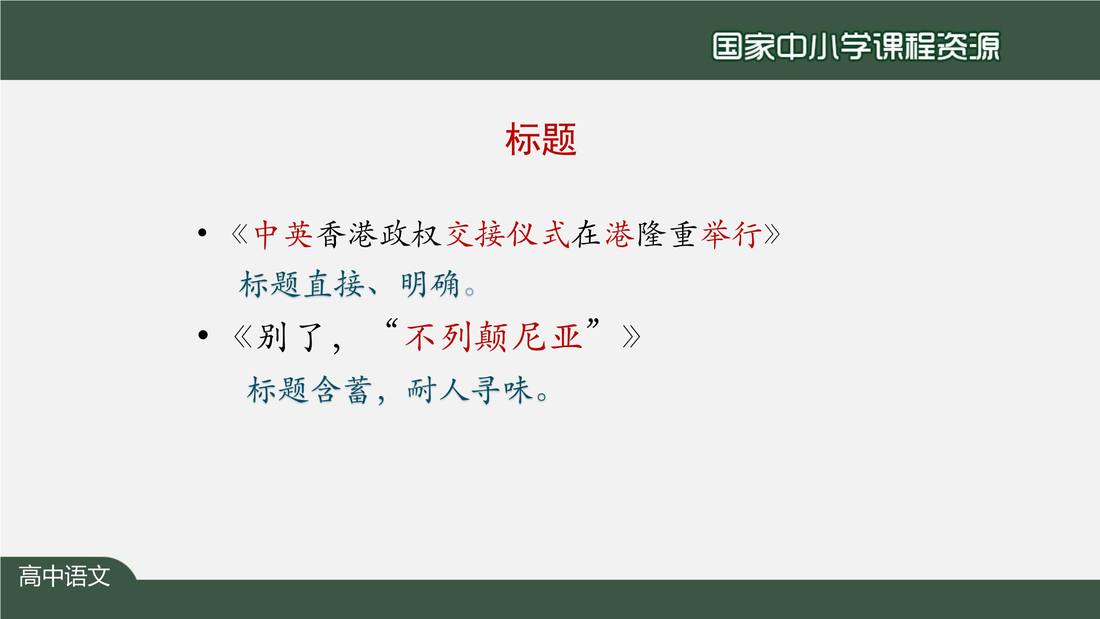 国家中小学课程资源
标题
•《中英香港政权交接仪式在港隆重举行》
标题直接、明确。
•《别了，“不列颠尼亚”》
标题含蓄，耐人寻味。
高中语文